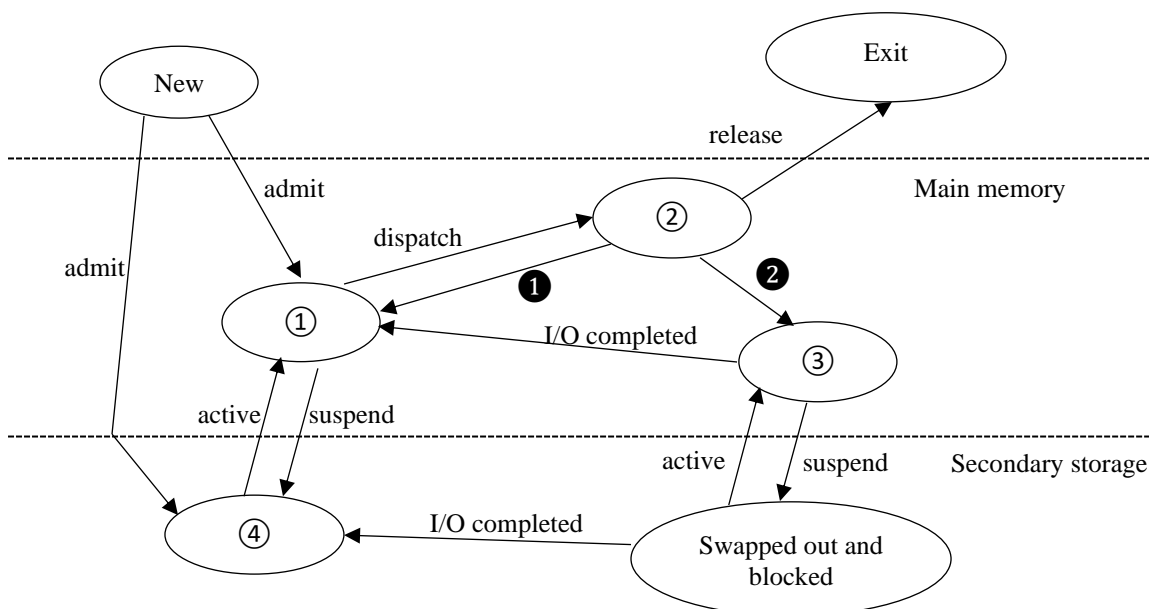 New
Exit
release
Main memory
admit
②
dispatch
admit
❷
❶
①
I/O completed
③
active
suspend
active
suspend
Secondary storage
I/O completed
④
Swapped out and
blocked